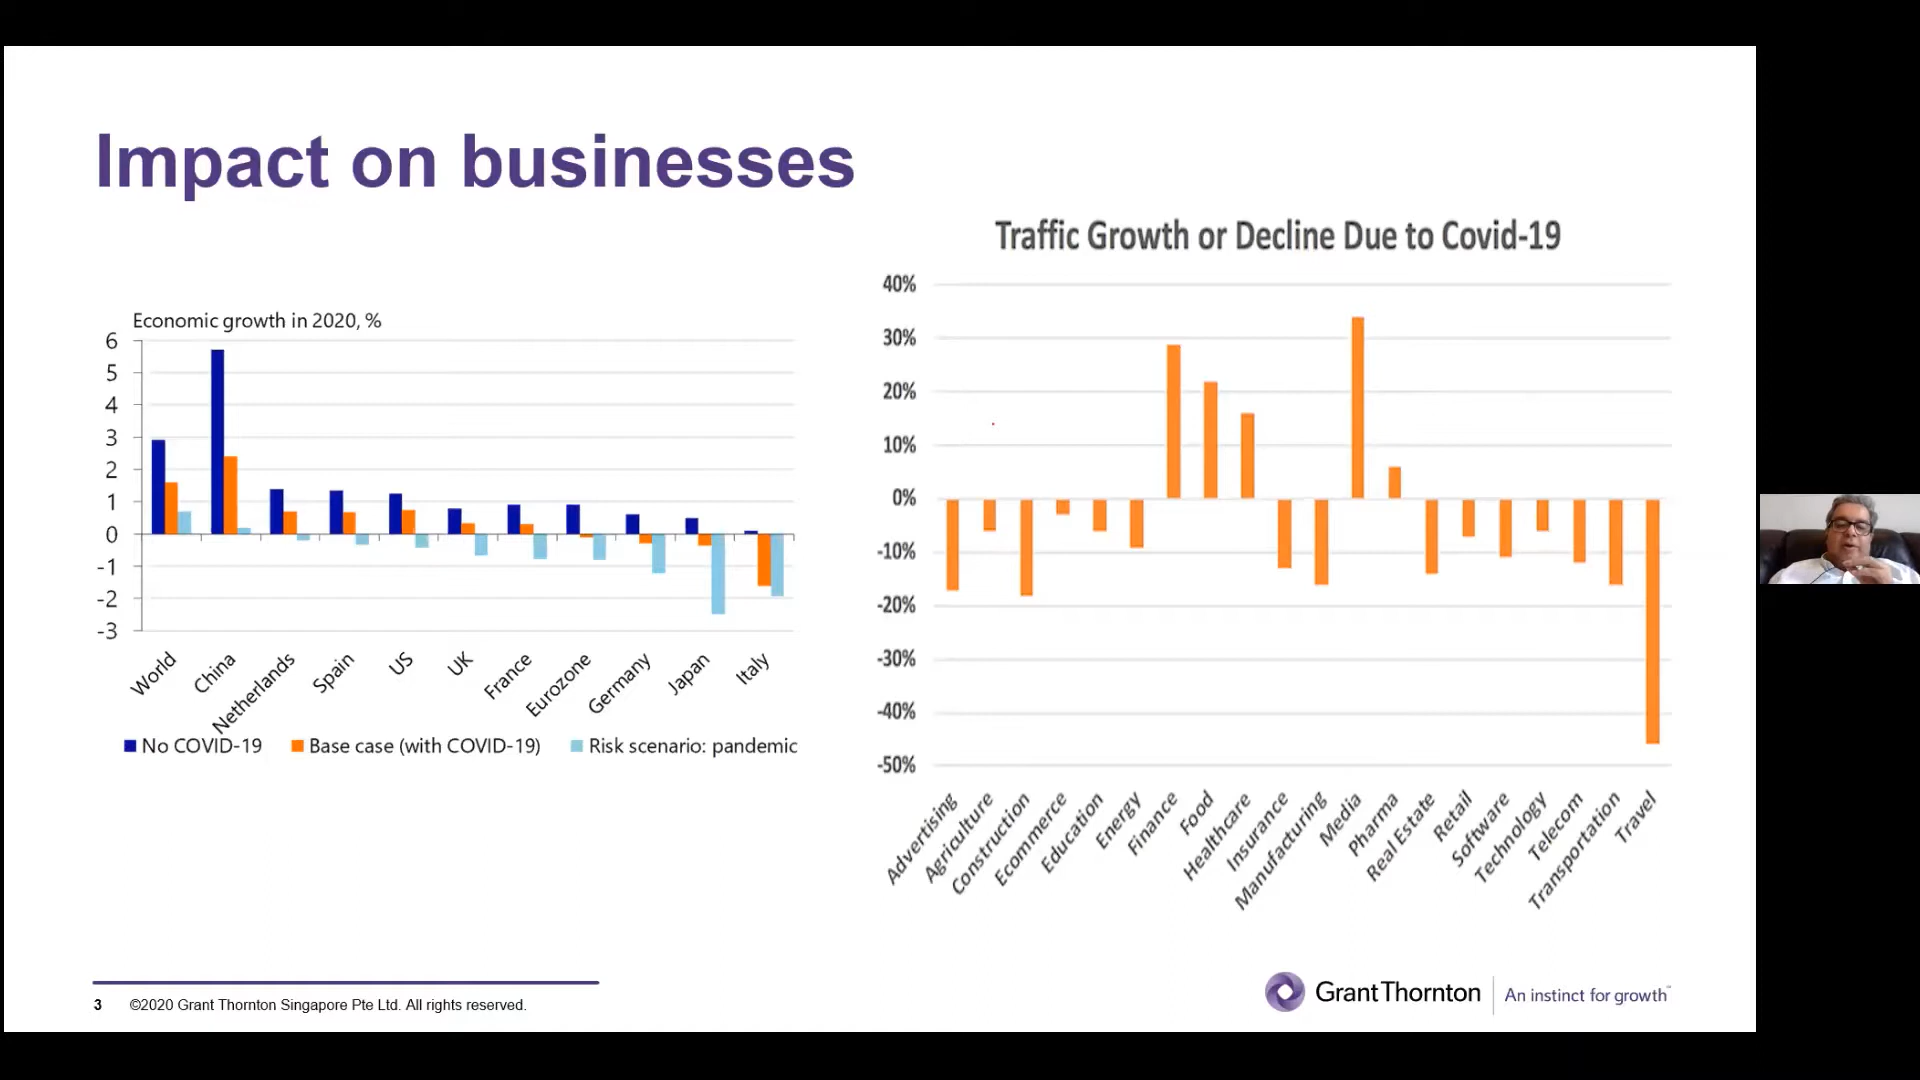 Impact on businesses
Economic growth in 2020, %
6
5
4
3
2
1
0
-1
-2
-3
World
China
Netherlands
Spain
US
UK
France
Eurozone
Germany
Japan
Italy
No COVID-19 Base case (with COVID-19) Risk scenario: pandemic
Traffic Growth or Decline Due to Covid-19
40%
30%
20%
10%
0%
-10%
-20%
-30%
-40%
-50%
Advertising
Agriculture
Construction
Ecommerce
Education
Energy
Finance
Food
Healthcare
Insurance
Manufacturing
Media
Pharma
Real Estate
Retail
Software
Technology
Telecom
Transportation
Travel
3 ©2020 Grant Thornton Singapore Pte Ltd. All rights reserved.
Grant Thornton An instinct for growth™